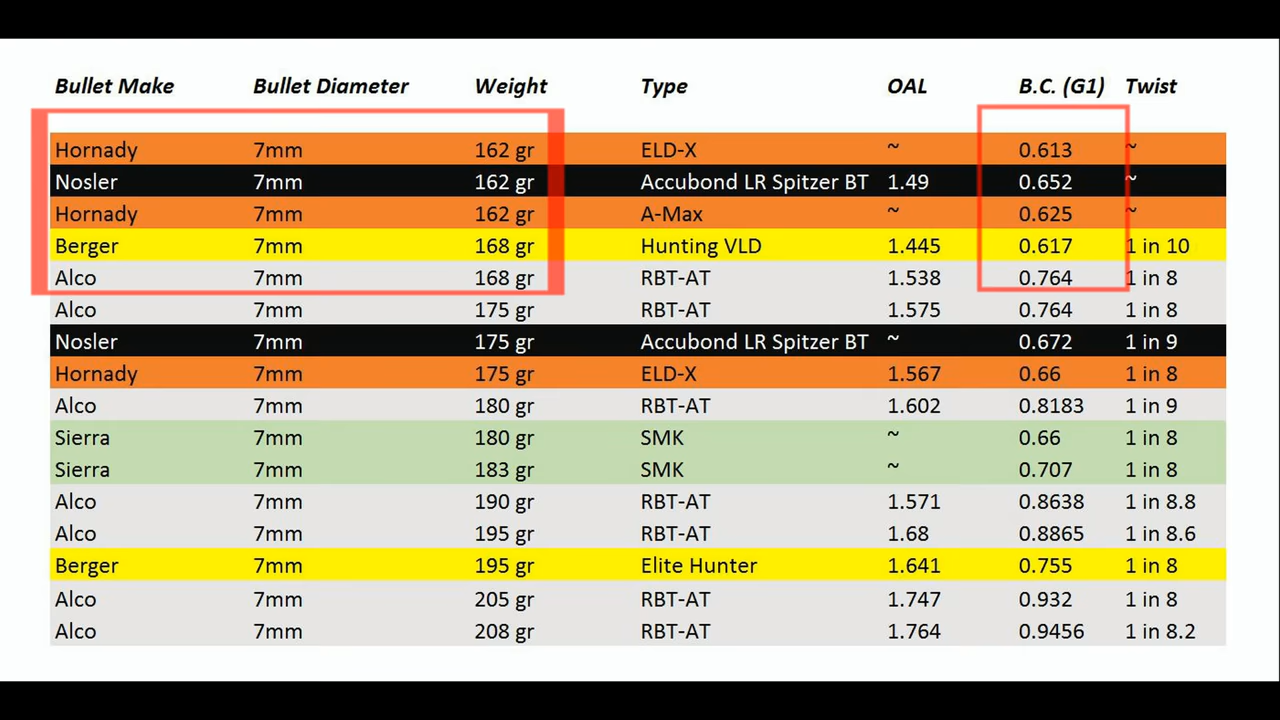 Bullet Make Bullet Diameter Weight Type OAL B.C. (G1) Twist
Hornady 7mm 162 gr ELD-X ~ 0.613 ~
Nosler 7mm 162 gr Accubond LR Spitzer BT 1.49 0.652 ~
Hornady 7mm 162 gr A-Max ~ 0.625 ~
Berger 7mm 168 gr Hunting VLD 1.445 0.617 1 in 10
Alco 7mm 168 gr RBT-AT 1.538 0.764 1 in 8
Alco 7mm 175 gr RBT-AT 1.575 0.764 1 in 8
Nosler 7mm 175 gr Accubond LR Spitzer BT ~ 0.672 1 in 9
Hornady 7mm 175 gr ELD-X 1.567 0.66 1 in 8
Alco 7mm 180 gr RBT-AT 1.602 0.8183 1 in 9
Sierra 7mm 180 gr SMK ~ 0.66 1 in 8
Sierra 7mm 183 gr SMK ~ 0.707 1 in 8
Alco 7mm 190 gr RBT-AT 1.571 0.8638 1 in 8.8
Alco 7mm 195 gr RBT-AT 1.68 0.8865 1 in 8.6
Berger 7mm 195 gr Elite Hunter 1.641 0.755 1 in 8
Alco 7mm 205 gr RBT-AT 1.747 0.932 1 in 8
Alco 7mm 208 gr RBT-AT 1.764 0.9456 1 in 8.2